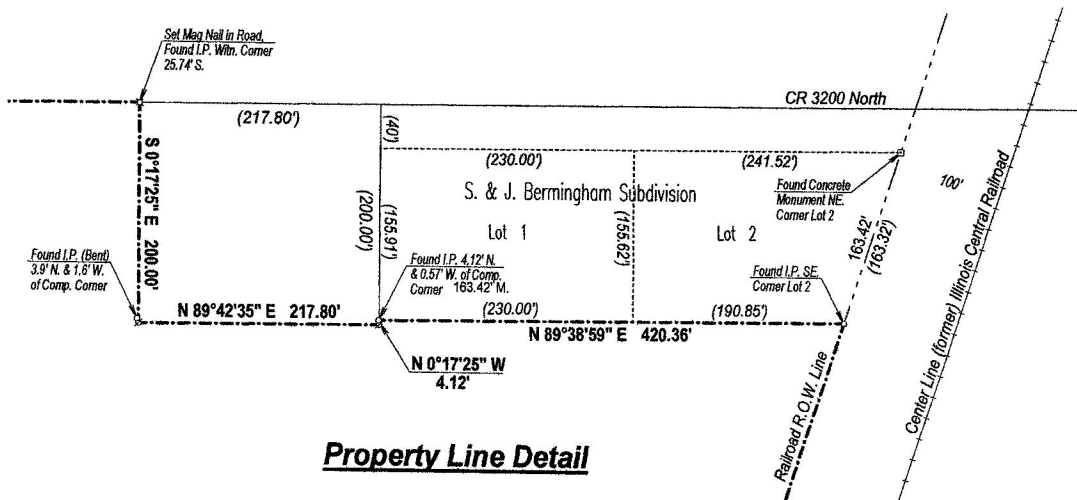 Set Mag Nail in Road,
Found I.P. Witn. Corner
25.74' S.
CR 3200 North
(217.80')
(40')
(230.00')
(241.52')
S 0°17'25" E 200.00'
S. & J. Bermingham Subdivision
Found Concrete
Monument NE.
Corner Lot 2
100'
(200.00')
(155.91')
Lot 1
(155.62')
Lot 2
163.42'
(163.32')
Center Line (former) Illinois Central Railroad
Found I.P. (Bent)
3.9' N. & 1.6' W.
of Comp. Corner
Found I.P. 4.12' N.
& 0.57' W. of Comp.
Corner 163.42' M.
Found I.P. SE.
Corner Lot 2
N 89°42'35" E 217.80'
(230.00')
(190.85')
N 89°38'59" E 420.36'
N 0°17'25" W
4.12'
Railroad R.O.W. Line
Property Line Detail